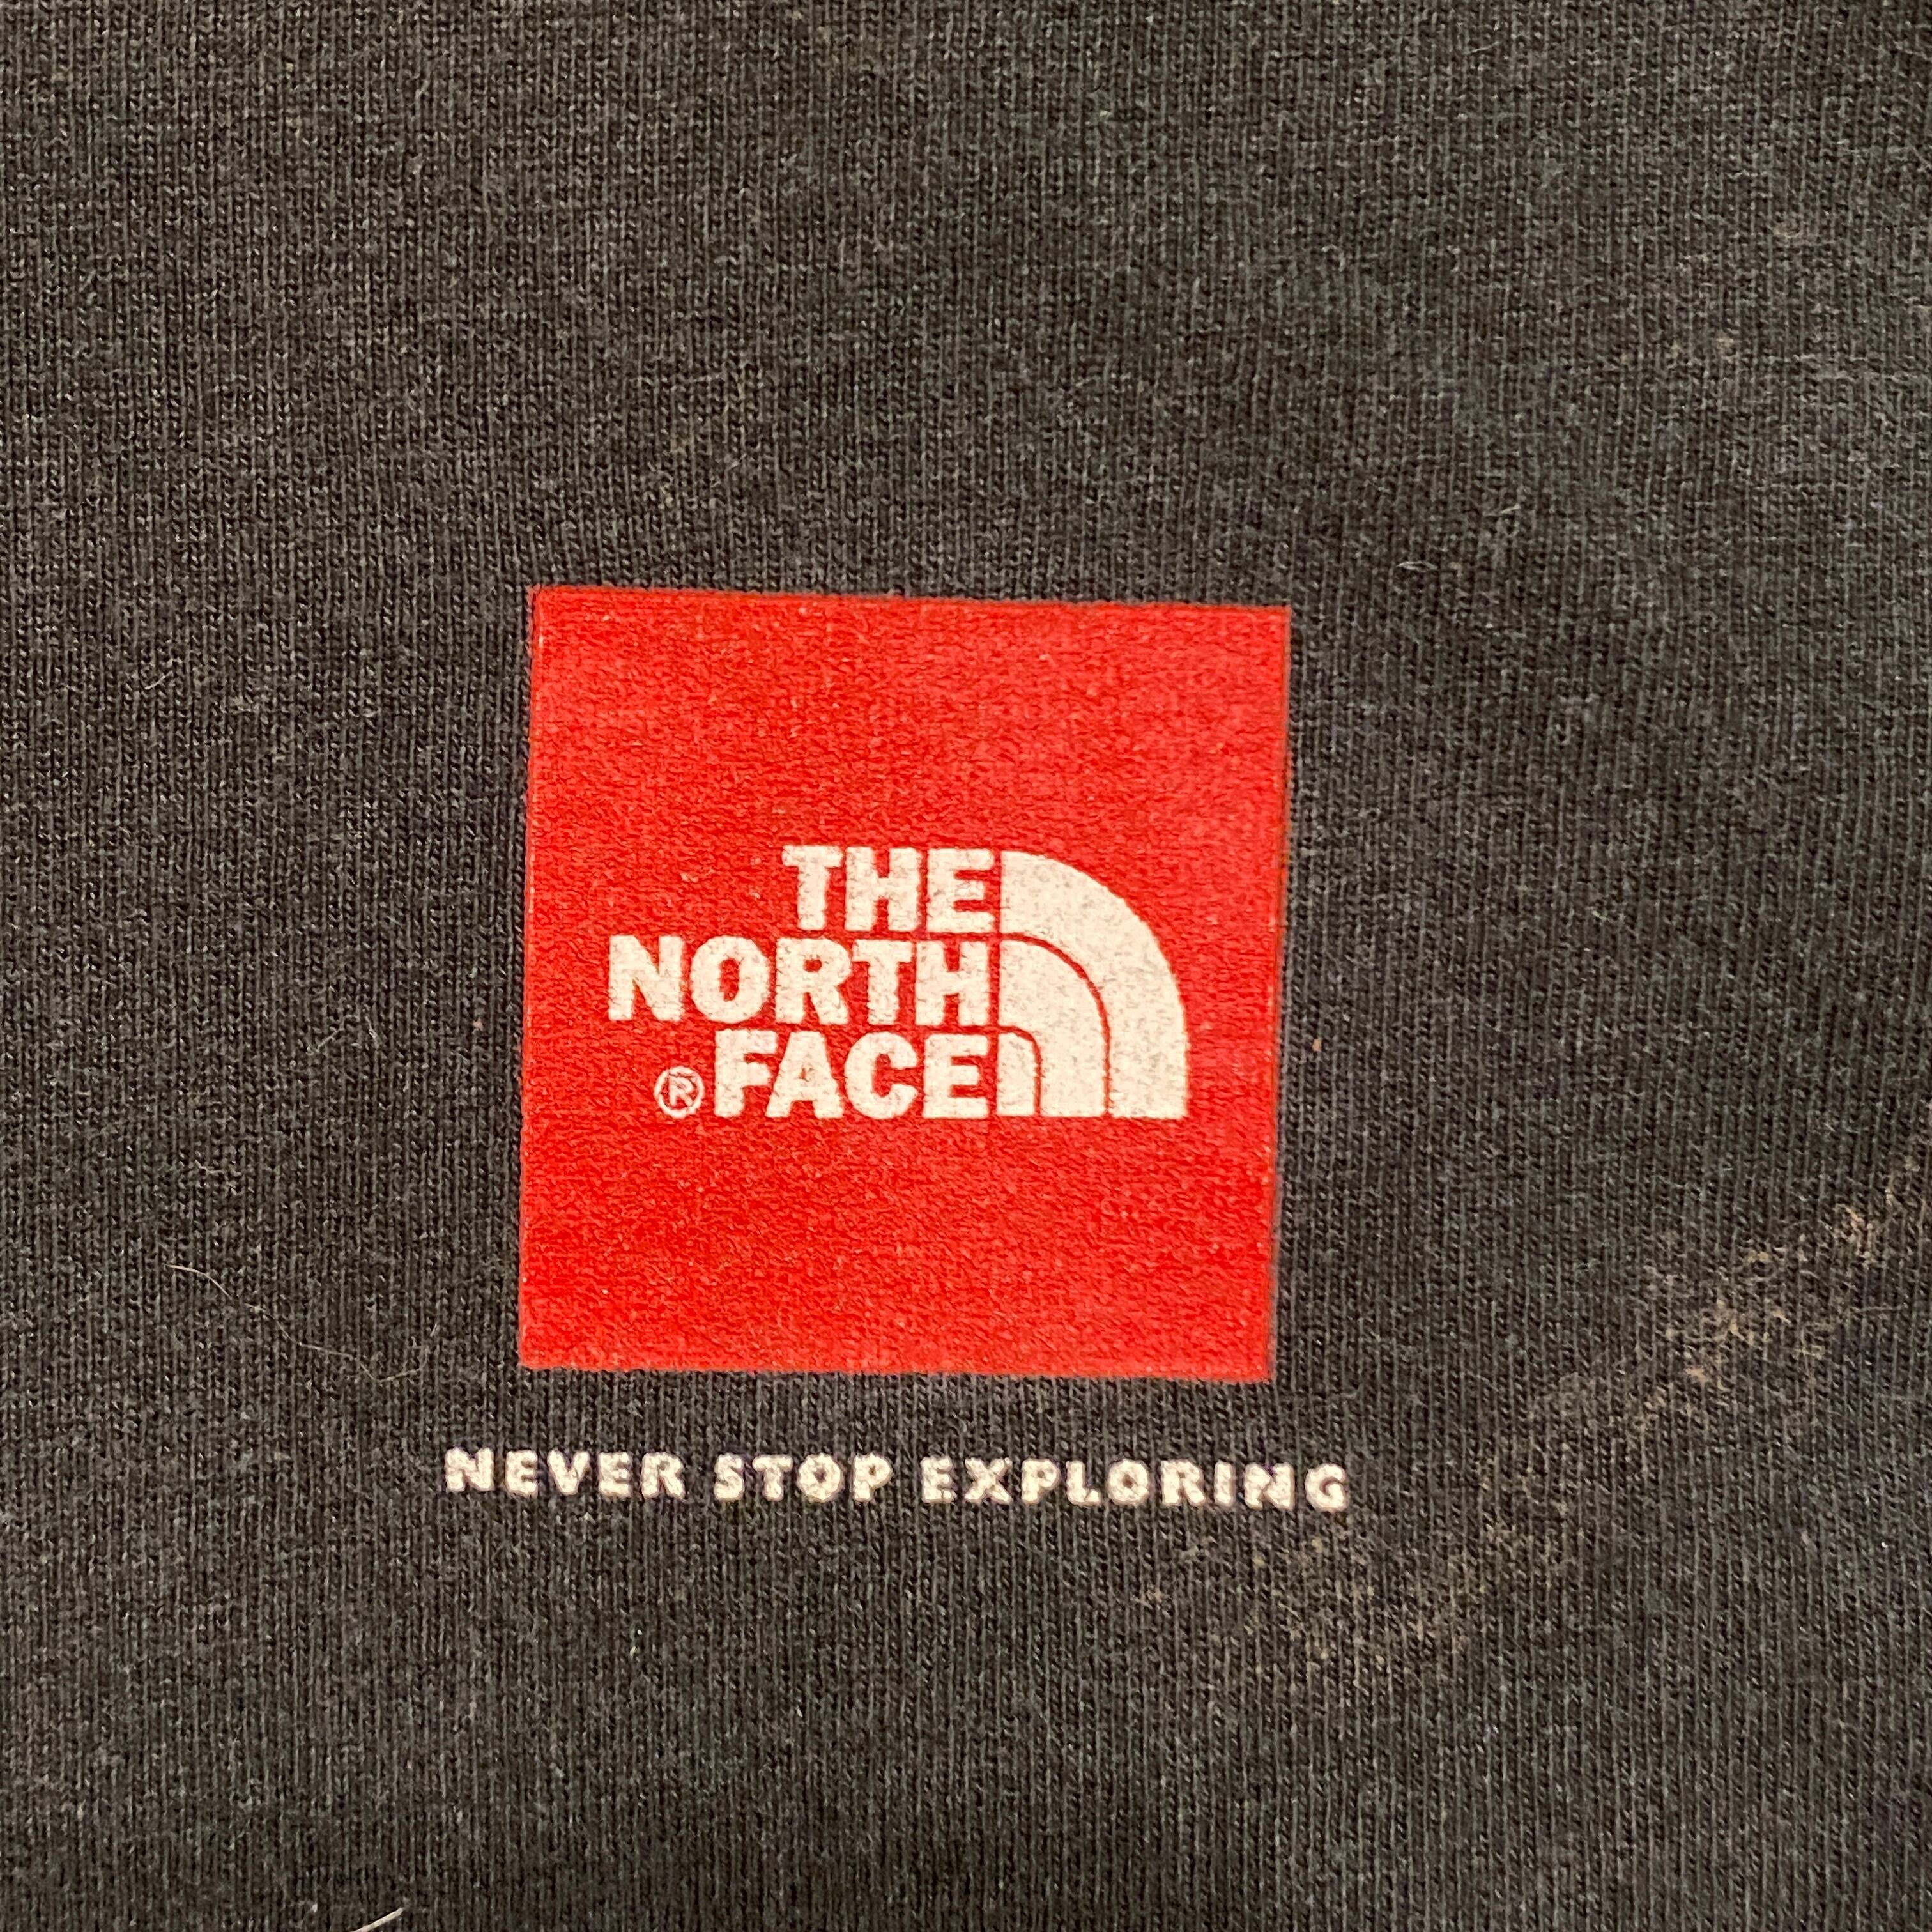 THE
NORTH
®FACE
NEVER STOP EXPLORING